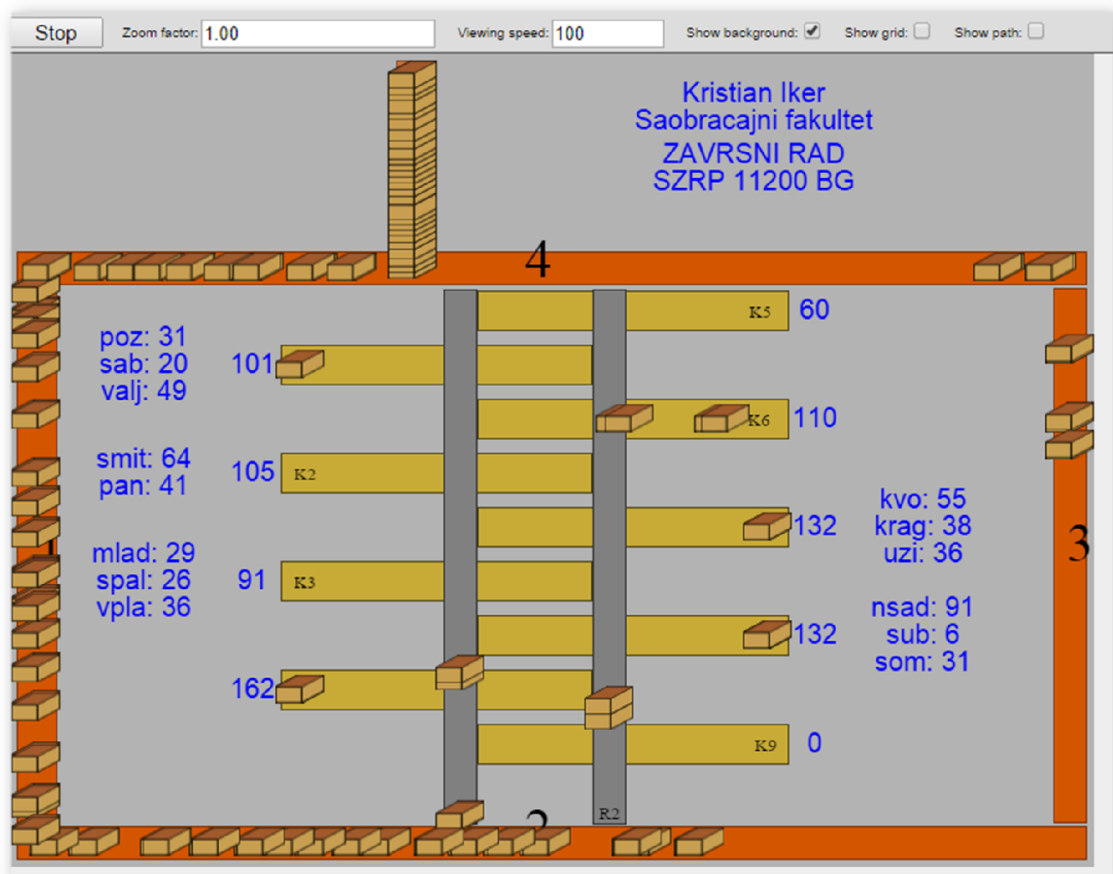 Stop Zoom factor: 1.00 Viewing speed: 100 Show background: Show grid: Show path:
Kristian Iker
Saobracajni fakultet
ZAVRSNI RAD
SZRP 11200 BG
4
K5 60
poz: 31
sab: 20
valj: 49
101
K6 110
smit: 64
pan: 41
105 K2
132
kvo: 55
krag: 38
uzi: 36
3
mlad: 29
spal: 26
vpla: 36
91 K3
132
nsad: 91
sub: 6
som: 31
162
K9 0
R2
2